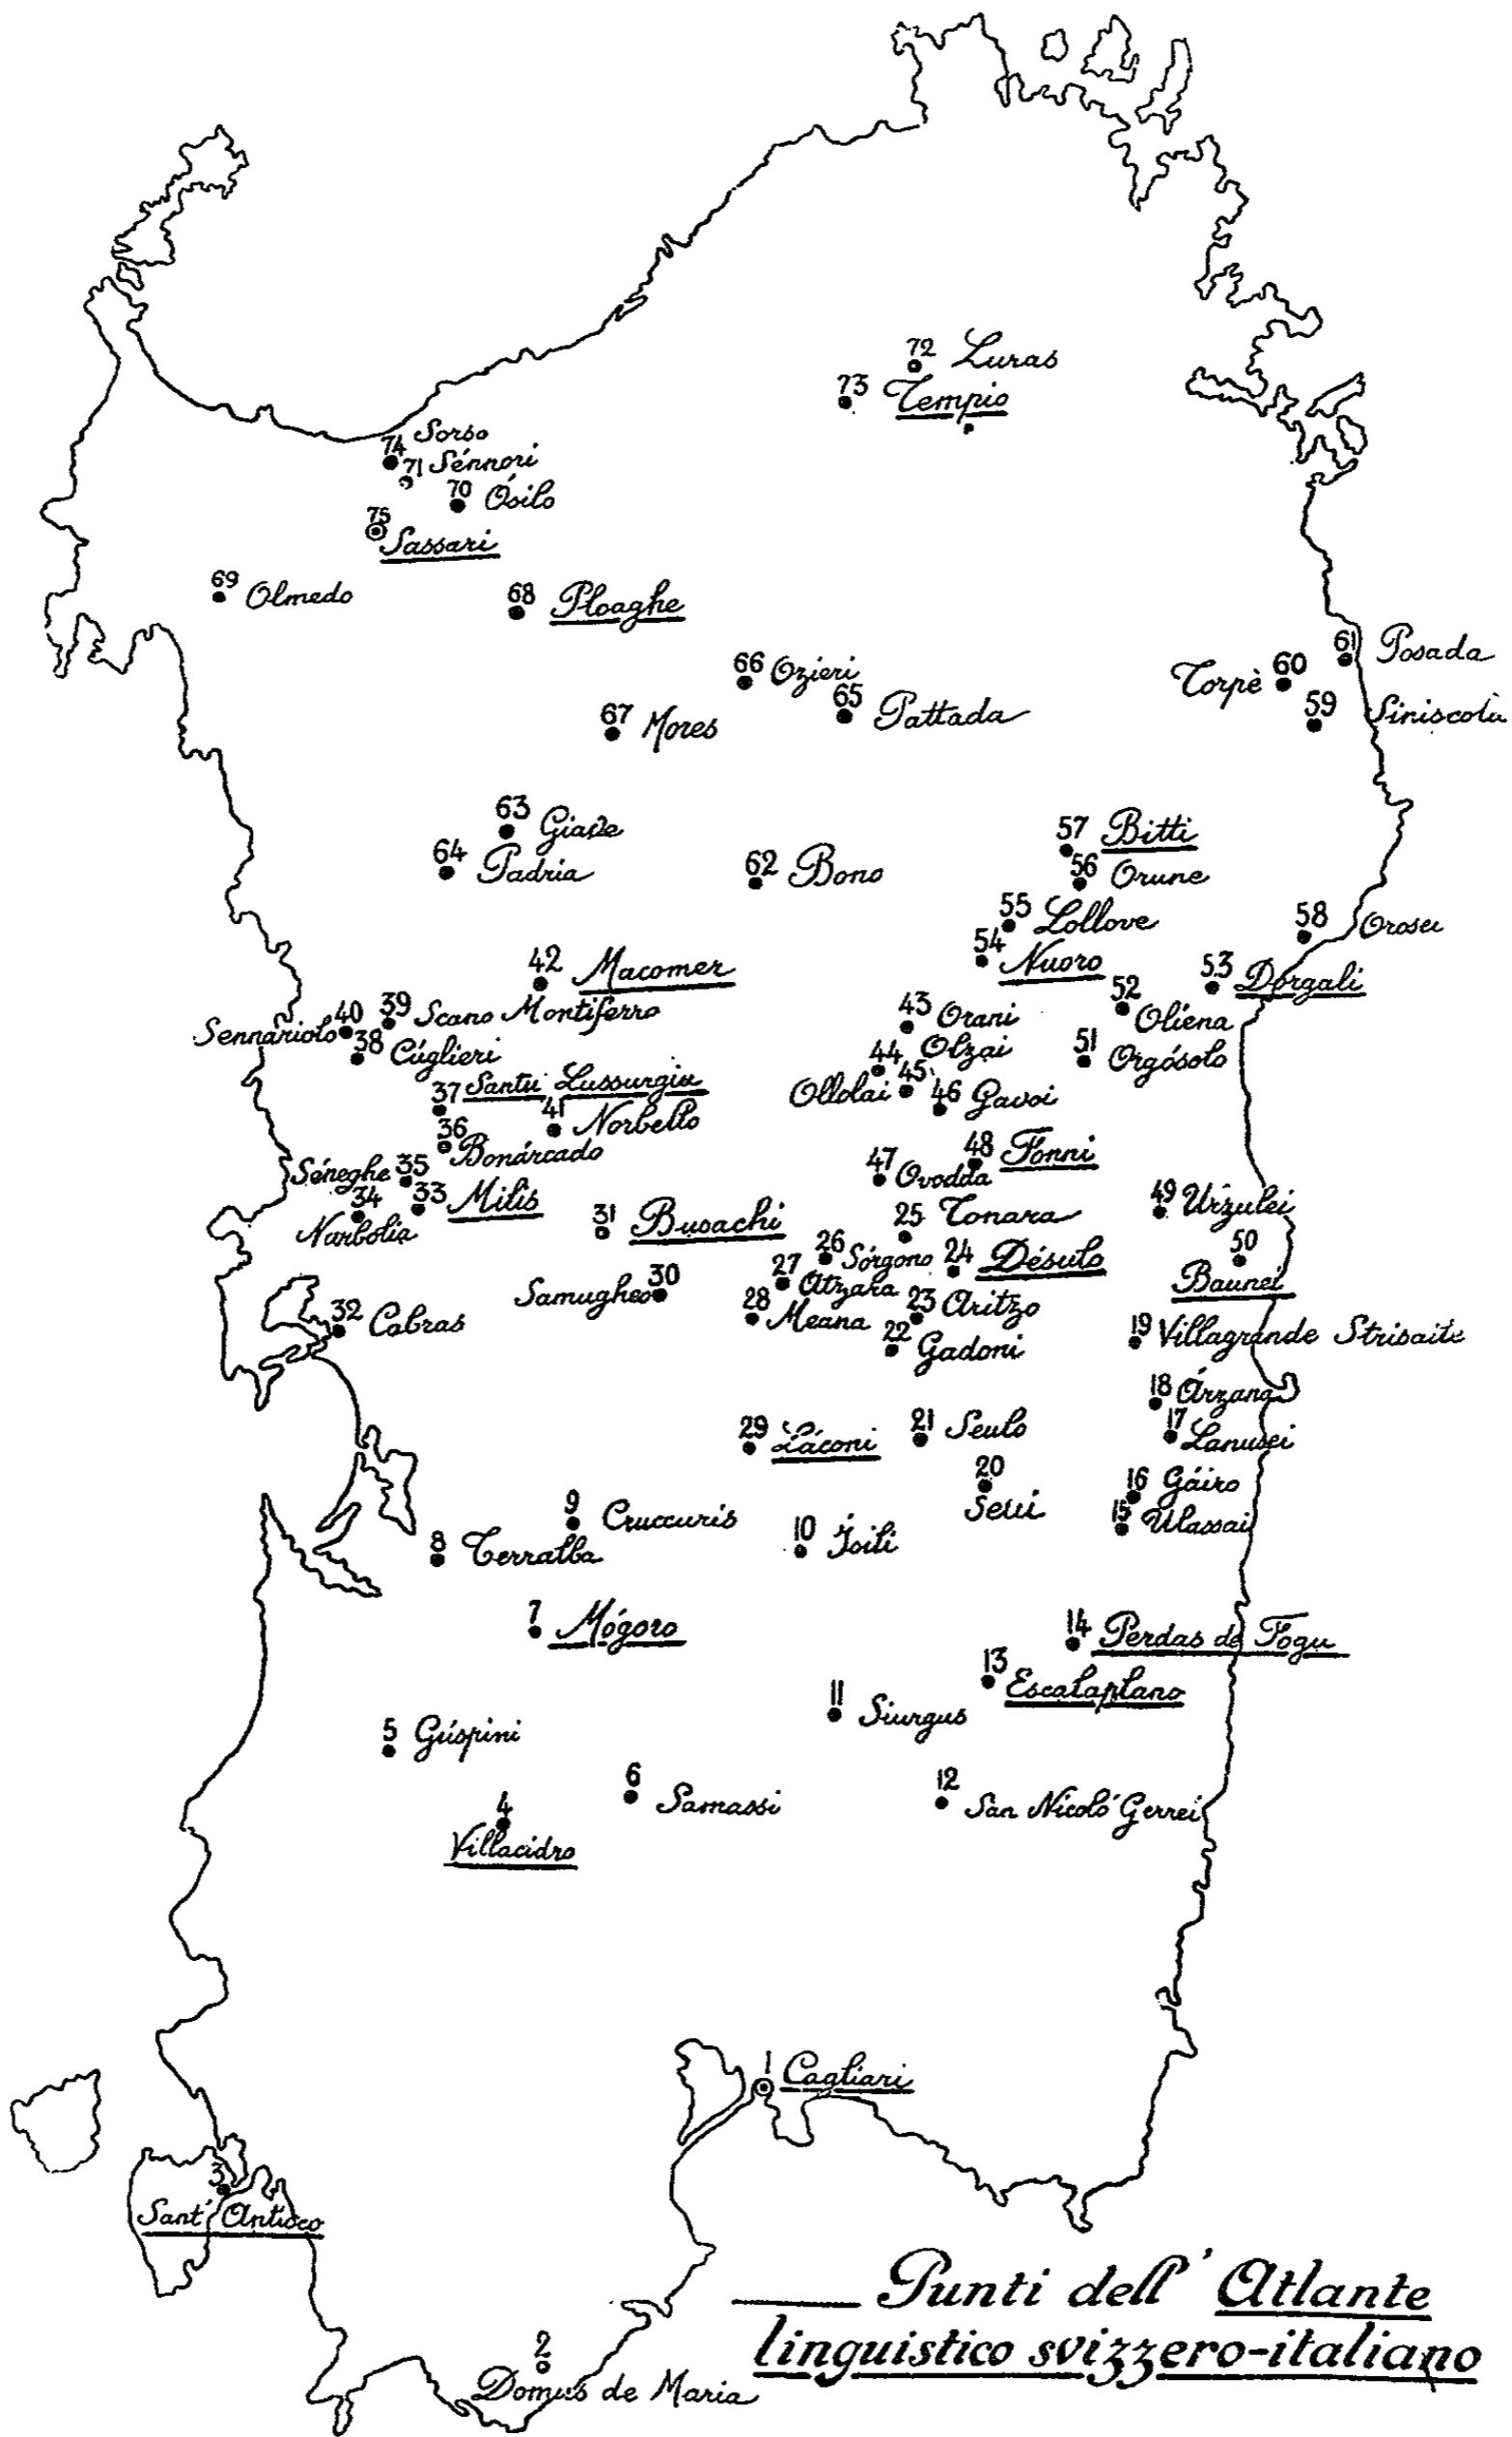 72 Luras
73 Tempio
74 Sorso
71 Sénnori
70 Ósilo
75
Sassari
69 Olmedo
68 Ploaghe
61 Posada
66 Ozieri
Torpè 60
65 Pattada
59 Siniscola
67 Mores
63 Giave
57 Bitti
64 Padria
62 Bono
56 Orune
55 Lollove
58 Orosei
54 Nuoro
42 Macomer
53 Dorgali
52 Oliena
39 Scano Montiferro
Sennariolo 40
43 Orani
38 Cúglieri
51 Orgósolo
44 Olzai
Ollolai 45
46 Gavoi
37 Santu Lussurgiu
41 Norbello
36 Bonárcado
48 Fonni
Séneghe 35
47 Ovodda
34
Narbolia
33 Milis
49 Urzulei
31 Busachi
25 Tonara
50
Baunei
26 Sórgono
24 Désulo
27 Atzara
Samugheo 30
28 Meana
23 Aritzo
32 Cabras
22 Gadoni
19 Villagrande Strisaili
18 Árzana
17 Lanusei
29 Láconi
21 Seulo
20
Seui
16 Gáiro
15 Ulassai
9 Cruccuris
10 Ísili
8 Terralba
7 Mógoro
14 Perdas de Fogu
13
Escalaplano
11 Siurgus
5 Gúspini
6 Samassi
12 San Nicoló Gerrei
4
Villacidro
1 Cagliari
3
Sant' Antioco
2
Domus de Maria
Punti dell' Atlante
linguistico svizzero-italiano